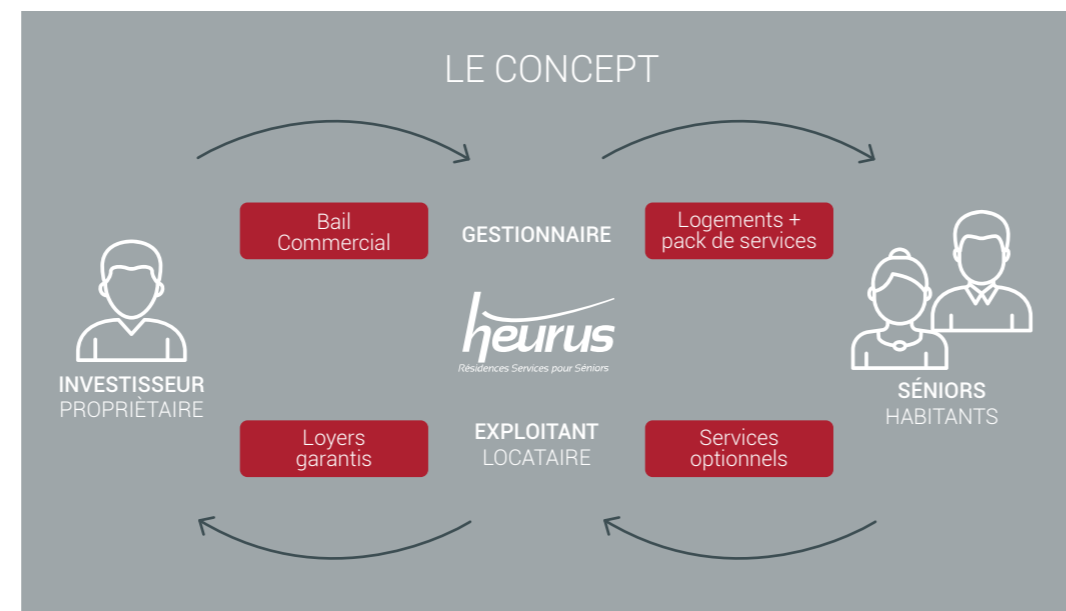 LE CONCEPT
Bail
Commercial
GESTIONNAIRE
Logements +
pack de services
heurus
Résidences Services pour Séniors
INVESTISSEUR
PROPRIÈTAIRE
SÉNIORS
HABITANTS
Loyers
garantis
EXPLOITANT
LOCATAIRE
Services
optionnels